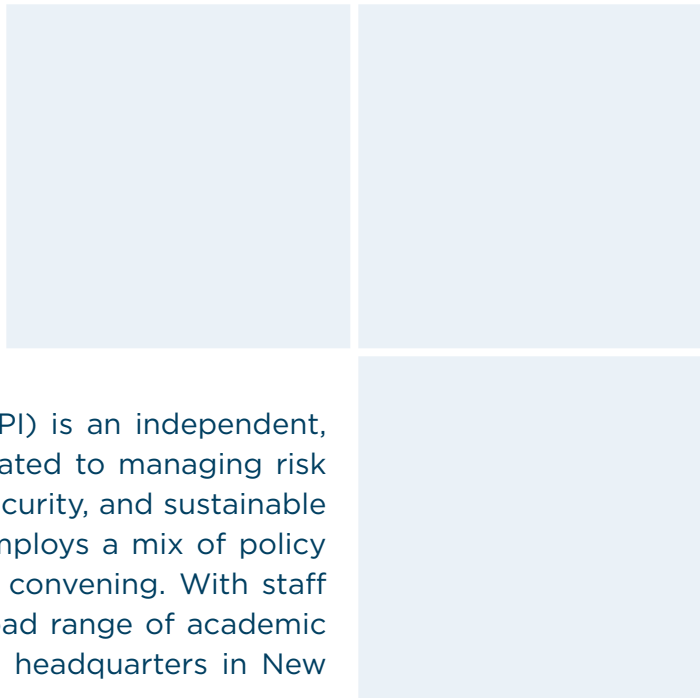 PI) is an independent,
ated to managing risk
curity, and sustainable
mploys a mix of policy
convening. With staff
ad range of academic
headquarters in New